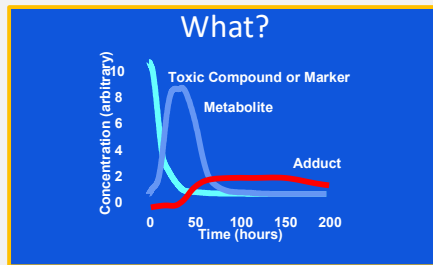 What?
Concentration (arbitrary)
10
8
6
4
2
0
Toxic Compound or Marker
Metabolite
Adduct
0 50 100 150 200
Time (hours)